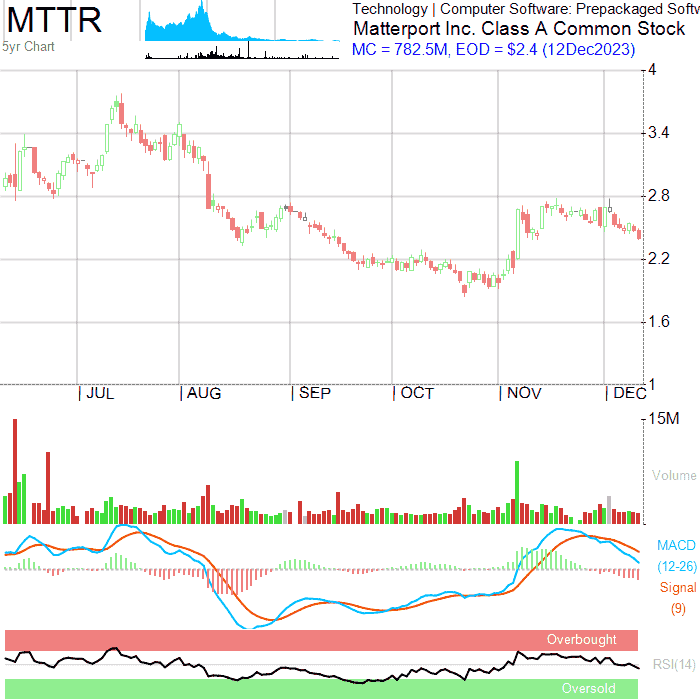 MTTR
5yr Chart
Technology | Computer Software: Prepackaged Softw
Matterport Inc. Class A Common Stock
MC = 782.5M, EOD = $2.4 (12Dec2023)
4
3.4
2.8
2.2
1.6
1
JUL
AUG
SEP
OCT
NOV
DEC
15M
Volume
MACD
(12-26)
Signal
(9)
Overbought
RSI(14)
Oversold